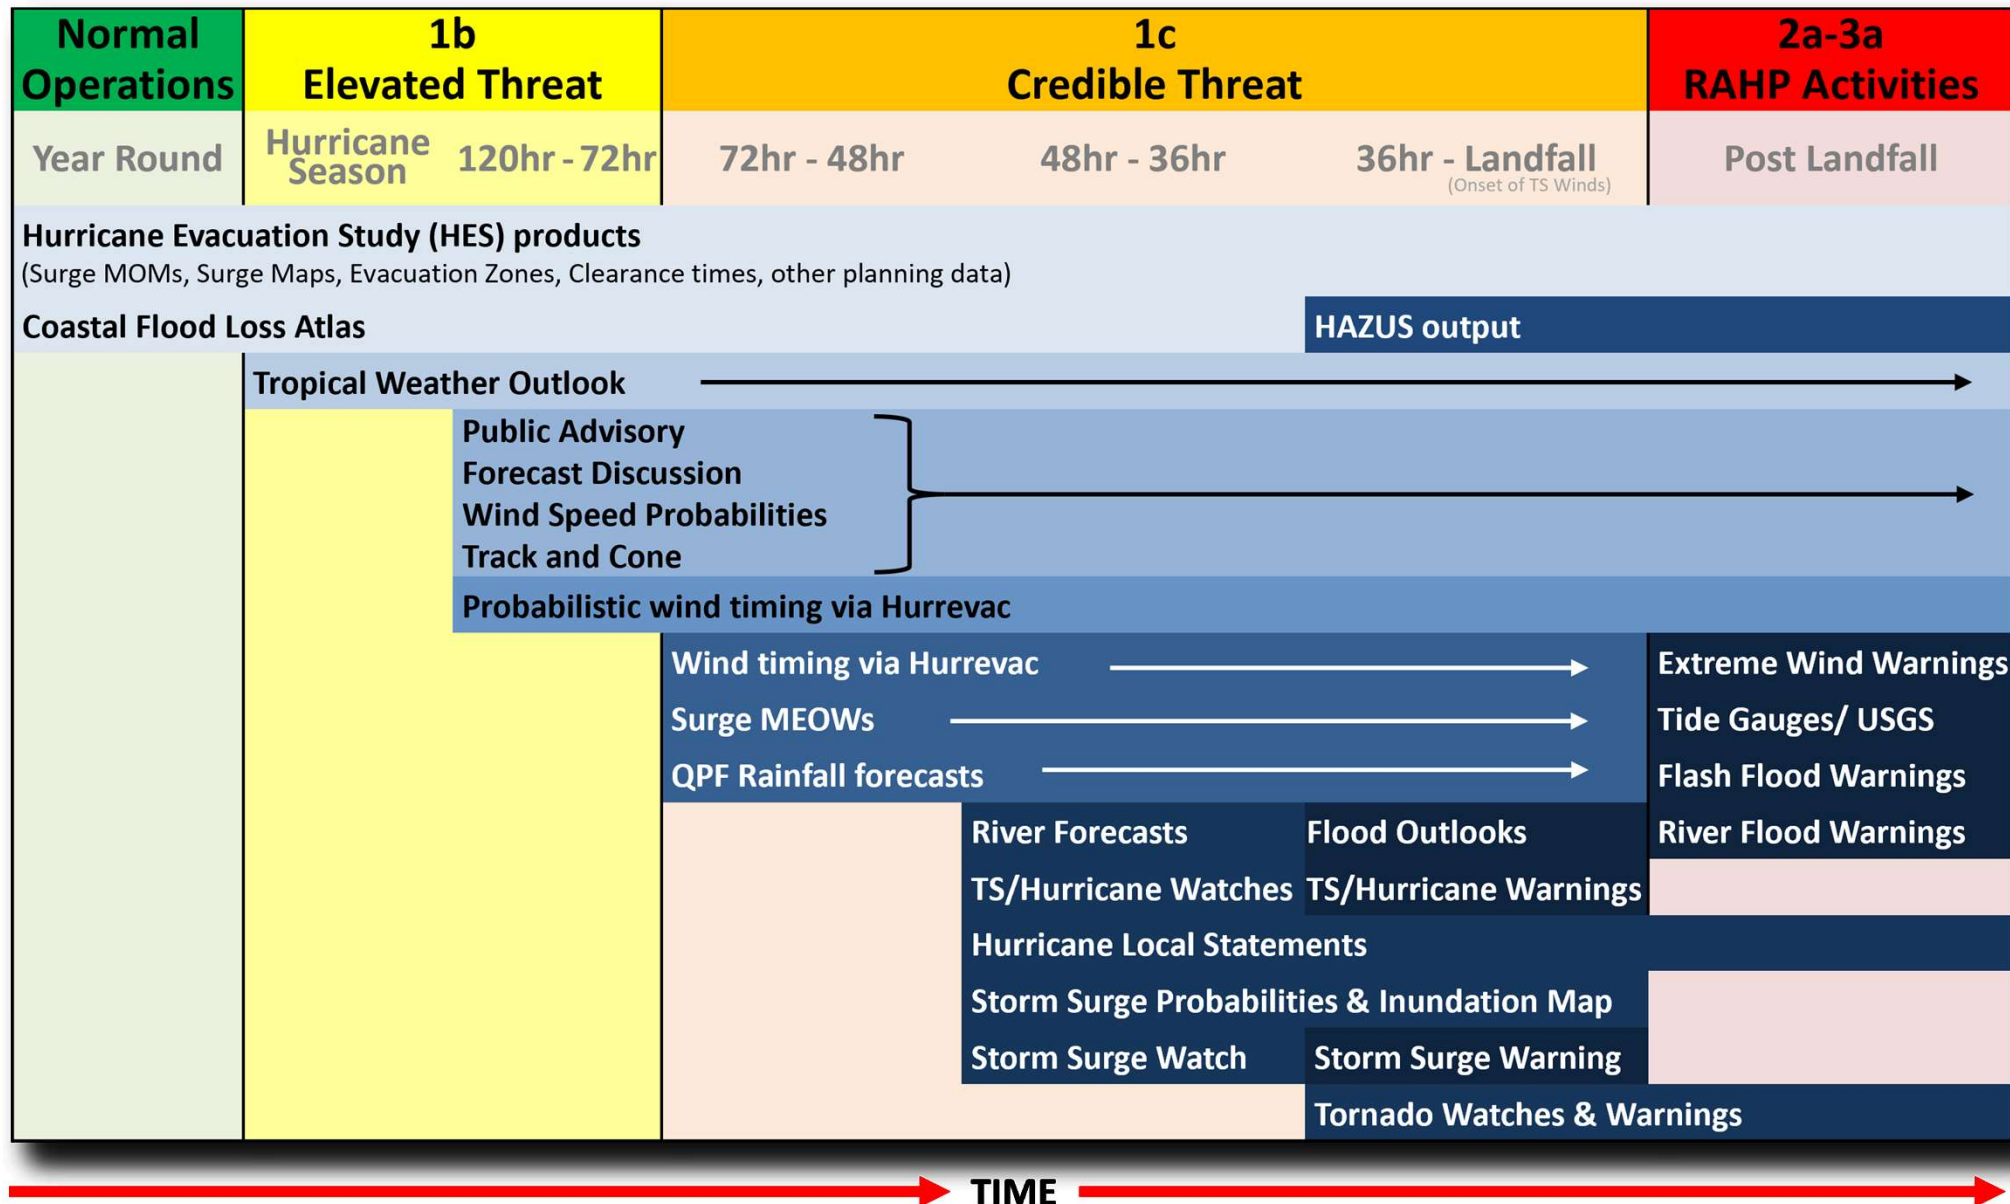 Normal
Operations
1b
Elevated Threat
1c
Credible Threat
2a-3a
RAHP Activities
Year Round
Hurricane
Season
120hr - 72hr
72hr - 48hr
48hr - 36hr
36hr - Landfall
(Onset of TS Winds)
Post Landfall
Hurricane Evacuation Study (HES) products
(Surge MOMs, Surge Maps, Evacuation Zones, Clearance times, other planning data)
Coastal Flood Loss Atlas
HAZUS output
Tropical Weather Outlook
Public Advisory
Forecast Discussion
Wind Speed Probabilities
Track and Cone
Probabilistic wind timing via Hurrevac
Wind timing via Hurrevac
Extreme Wind Warnings
Surge MEOWs
Tide Gauges/ USGS
QPF Rainfall forecasts
Flash Flood Warnings
River Forecasts
Flood Outlooks
River Flood Warnings
TS/Hurricane Watches
TS/Hurricane Warnings
Hurricane Local Statements
Storm Surge Probabilities & Inundation Map
Storm Surge Watch
Storm Surge Warning
Tornado Watches & Warnings
TIME